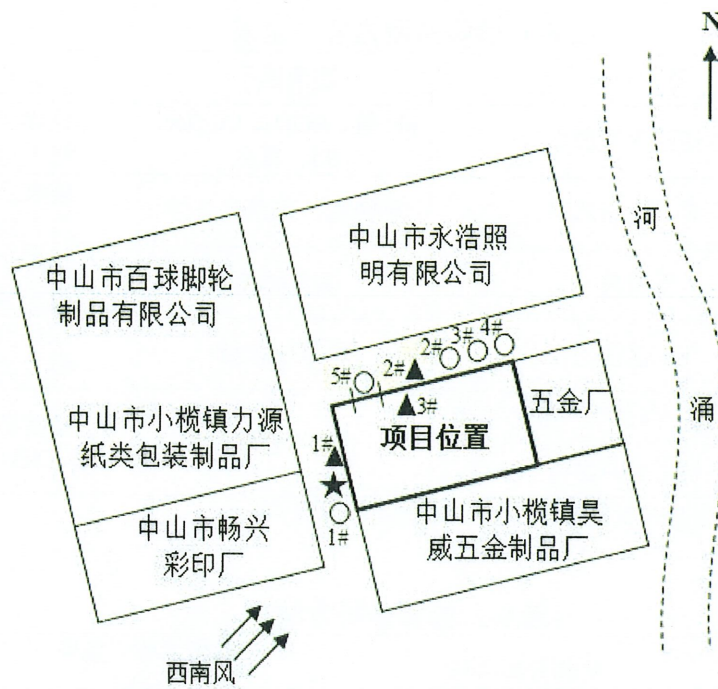 N
河
中山市永浩照
明有限公司
中山市百球脚轮
制品有限公司
2#
3#
4#
5#
2#
3#
五金厂
涌
中山市小榄镇力源
纸类包装制品厂
1#
项目位置
中山市小榄镇昊
威五金制品厂
中山市畅兴
彩印厂
1#
西南风